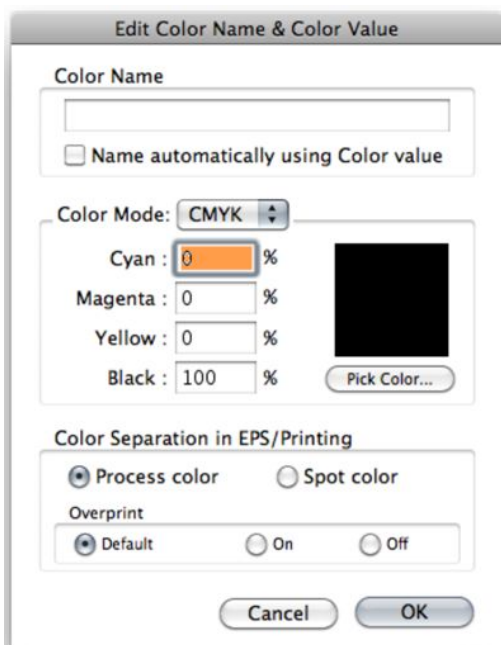 Edit Color Name & Color Value
Color Name
Name automatically using Color value
Color Mode: CMYK
Cyan : 0 %
Magenta : 0 %
Yellow : 0 %
Black : 100 %
Pick Color...
Color Separation in EPS/Printing
Process color Spot color
Overprint
Default On Off
Cancel OK